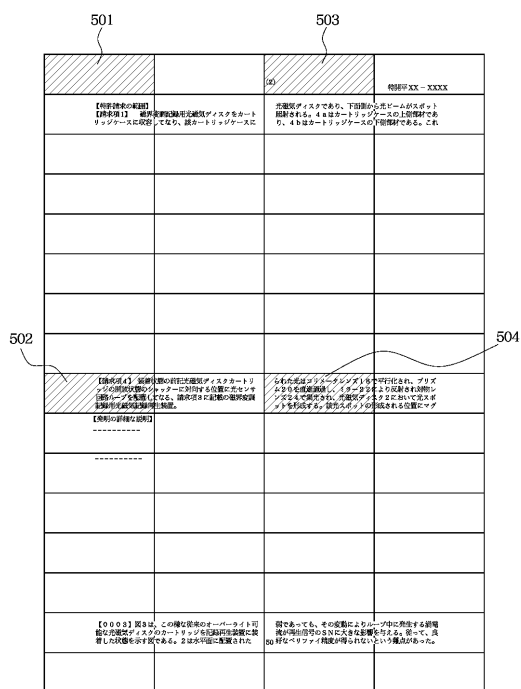 501
503
(2)
特開平XX－XXXX
【特許請求の範囲】
【請求項1】　磁界変調記録用光磁気ディスクをカート
リッジケースに収容してなり、該カートリッジケースに
光磁気ディスクであり、下面側から光ビームがスポット
照射される。4aはカートリッジケースの上側部材であ
り、4bはカートリッジケースの下側部材である。これ
502
504
【請求項4】　装着状態の前記光磁気ディスクカートリ
ッジの開放状態のシャッターに対向する位置に光センサ
回路ループを配置してなる、請求項3に記載の磁界変調
記録用光磁気記録再生装置。
【発明の詳細な説明】
られた光はコリメータレンズ18で平行化され、プリズ
ム20を直進通過し、ミラー22により反射され対物レ
ンズ24で集光され、光磁気ディスク2において光スポ
ットを形成する。該光スポットの形成される位置にマグ
【0003】図3は、この様な従来のオーバーライト可
能な光磁気ディスクのカートリッジを記録再生装置に装
着した状態を示す図である。2は水平面に配置された
弱であっても、その変動によりループ中に発生する渦電
流が再生信号のSNに大きな影響を与える。従って、良
50 好なベリファイ精度が得られないという難点があった。